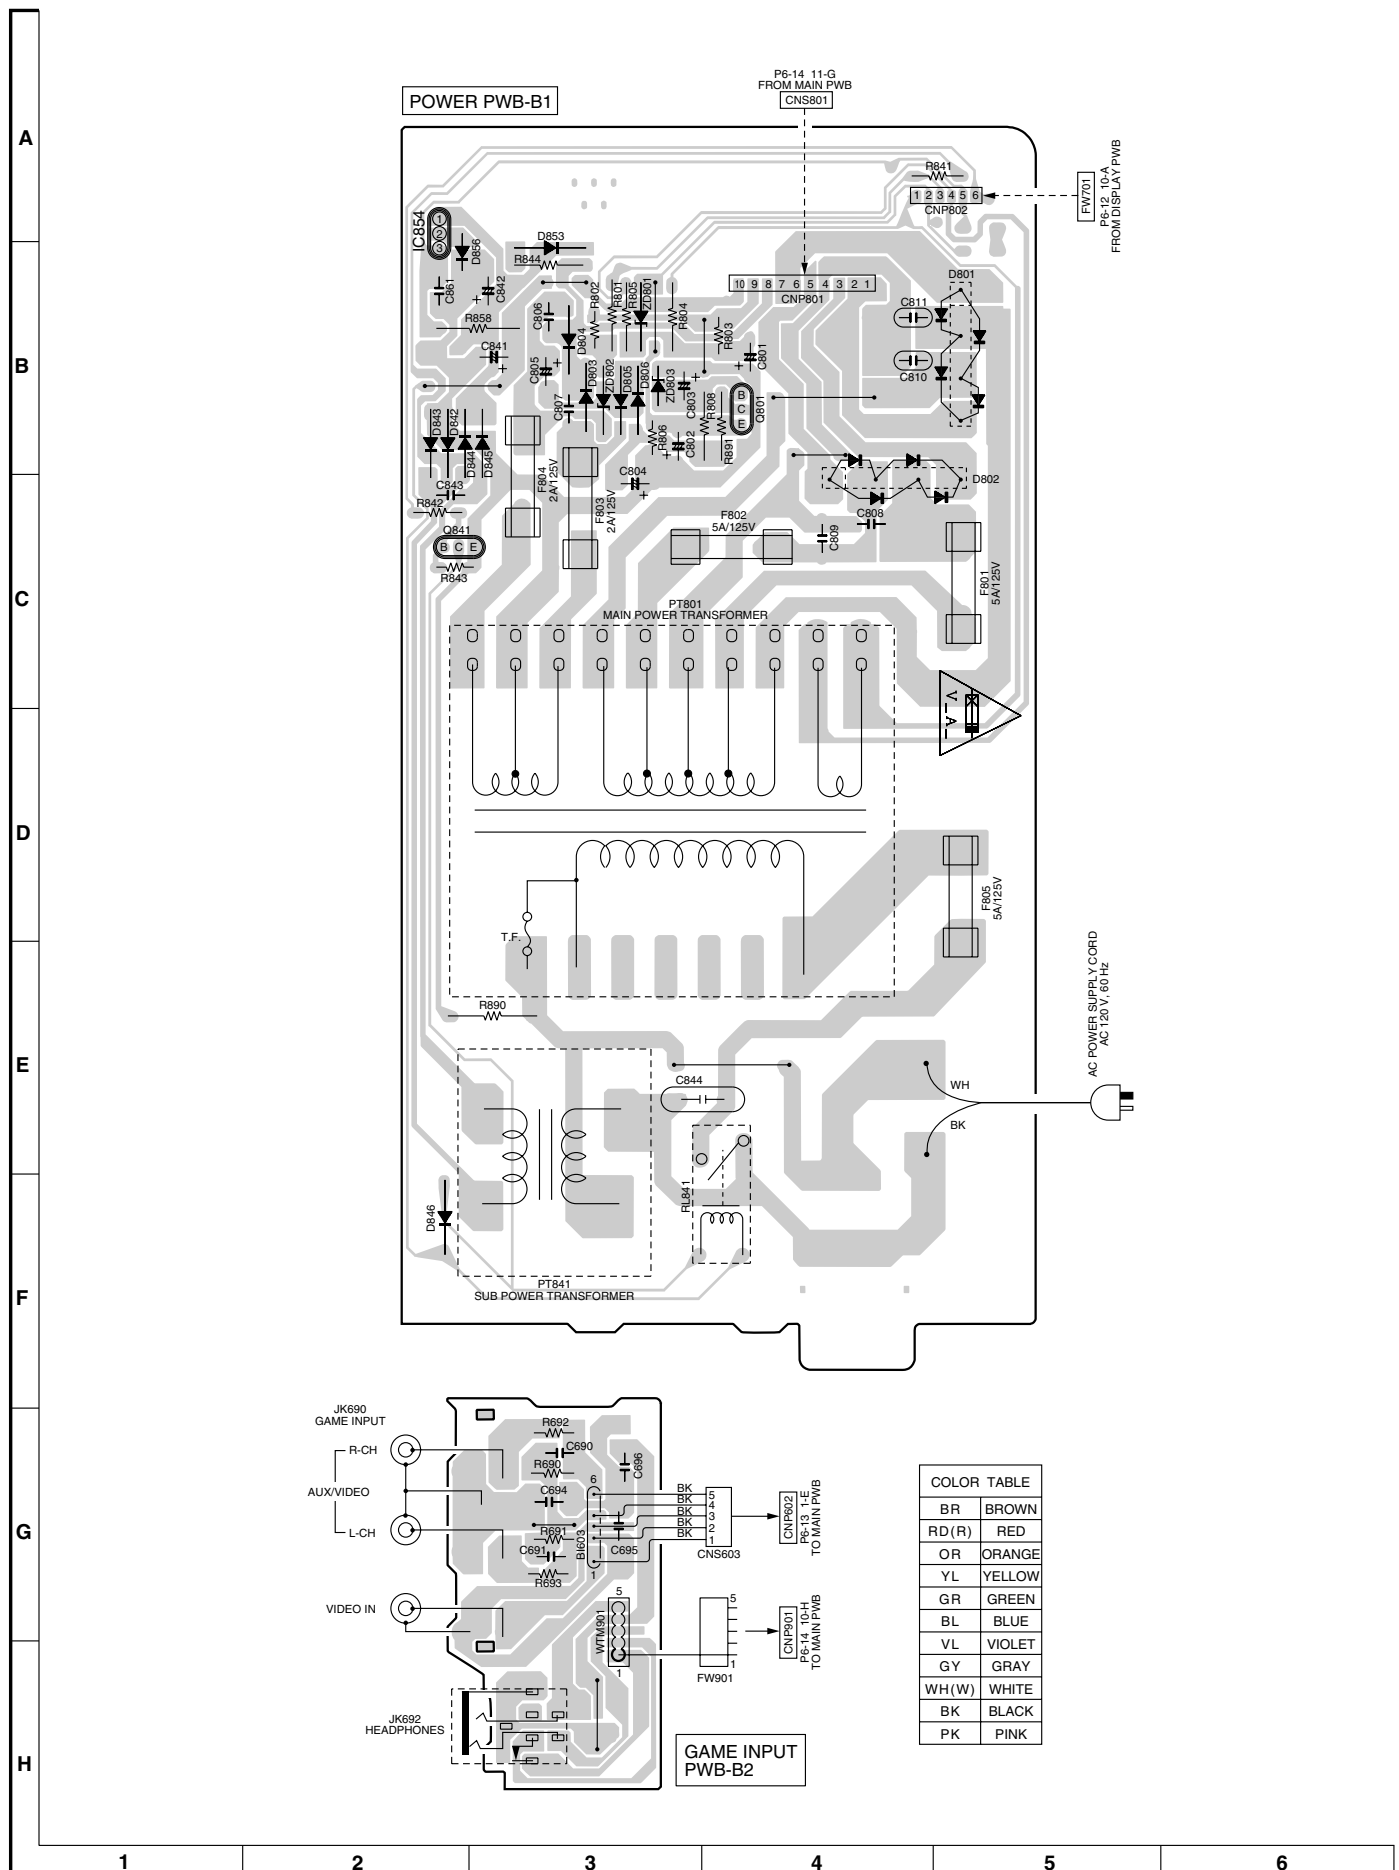 P6-14 11-G
FROM MAIN PWB
CNS801
POWER PWB-B1
A
R841
1 2 3 4 5 6
CNP802
FW701
P6-12 10-A
FROM DISPLAY PWB
IC854
1
2
3
D856
D853
R844
C861
C842
+
R858
C841
+
C806
D804
R802
R801
R805
ZD801
R804
R803
10 9 8 7 6 5 4 3 2 1
CNP801
D801
C811
C810
B
C805
+
C807
D803
ZD802
D805
D806
ZD803
+
C803
R808
C801
+
B
C
E
Q801
D843
D842
D844
D845
R806
C802
+
R891
F804
2A/125V
F803
2A/125V
C804
+
D802
C843
R842
Q841
B C E
R843
F802
5A/125V
C809
C808
F801
5A/125V
C
PT801
MAIN POWER TRANSFORMER
V
A
D
F805
5A/125V
T.F.
R890
AC POWER SUPPLY CORD
AC 120 V, 60 Hz
E
C844
WH
BK
RL841
D846
PT841
SUB POWER TRANSFORMER
F
JK690
GAME INPUT
R-CH
AUX/VIDEO
L-CH
VIDEO IN
R692
C690
R690
C696
C694
6
R691
BI603
C691
C695
R693
1
BK
BK
BK
BK
BK
5
4
3
2
1
CNS603
CNP602
P6-13 1-E
TO MAIN PWB
G
WTM901
5
1
5
1
FW901
CNP901
P6-14 10-H
TO MAIN PWB
JK692
HEADPHONES
GAME INPUT
PWB-B2
H
COLOR TABLE
BR BROWN
RD(R) RED
OR ORANGE
YL YELLOW
GR GREEN
BL BLUE
VL VIOLET
GY GRAY
WH(W) WHITE
BK BLACK
PK PINK
1 2 3 4 5 6